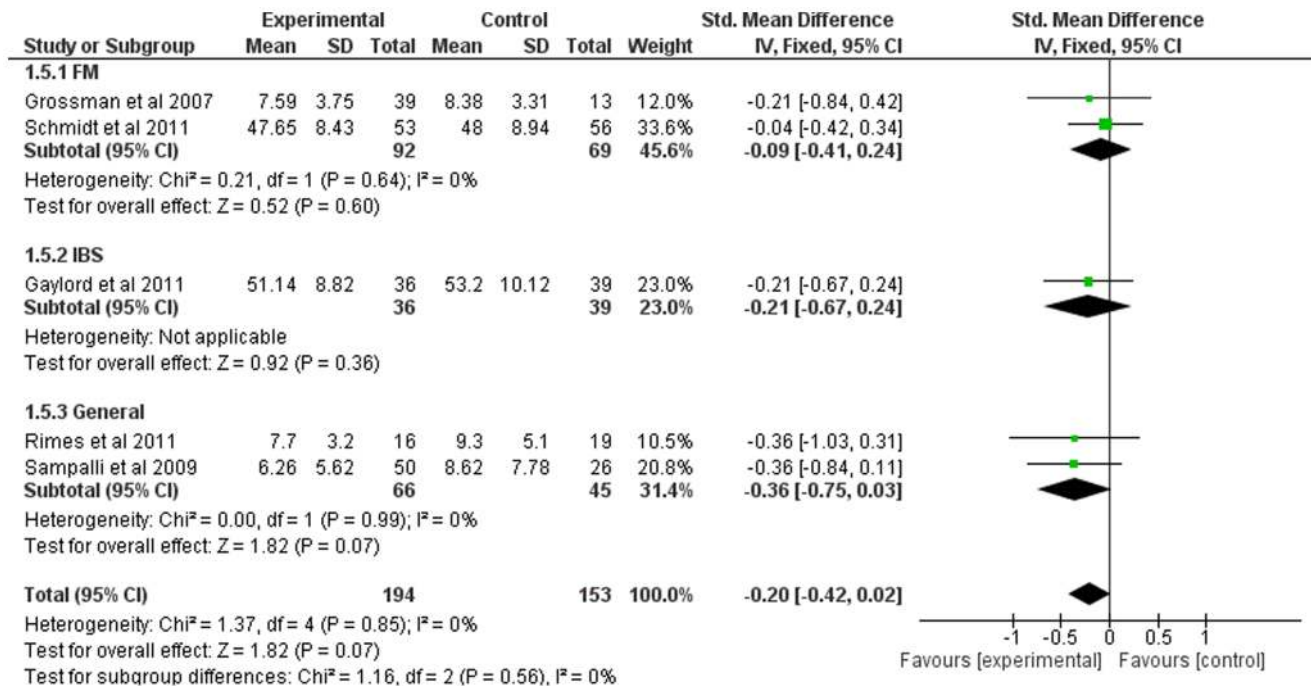 Experimental Control Std. Mean Difference Std. Mean Difference
Study or Subgroup Mean SD Total Mean SD Total Weight IV, Fixed, 95% CI IV, Fixed, 95% CI
1.5.1 FM
Grossman et al 2007 7.59 3.75 39 8.38 3.31 13 12.0% -0.21 [-0.84, 0.42]
Schmidt et al 2011 47.65 8.43 53 48 8.94 56 33.6% -0.04 [-0.42, 0.34]
Subtotal (95% CI) 92 69 45.6% -0.09 [-0.41, 0.24]
Heterogeneity: Chi² = 0.21, df = 1 (P = 0.64); I² = 0%
Test for overall effect: Z = 0.52 (P = 0.60)
1.5.2 IBS
Gaylord et al 2011 51.14 8.82 36 53.2 10.12 39 23.0% -0.21 [-0.67, 0.24]
Subtotal (95% CI) 36 39 23.0% -0.21 [-0.67, 0.24]
Heterogeneity: Not applicable
Test for overall effect: Z = 0.92 (P = 0.36)
1.5.3 General
Rimes et al 2011 7.7 3.2 16 9.3 5.1 19 10.5% -0.36 [-1.03, 0.31]
Sampalli et al 2009 6.26 5.62 50 8.62 7.78 26 20.8% -0.36 [-0.84, 0.11]
Subtotal (95% CI) 66 45 31.4% -0.36 [-0.75, 0.03]
Heterogeneity: Chi² = 0.00, df = 1 (P = 0.99); I² = 0%
Test for overall effect: Z = 1.82 (P = 0.07)
Total (95% CI) 194 153 100.0% -0.20 [-0.42, 0.02]
Heterogeneity: Chi² = 1.37, df = 4 (P = 0.85); I² = 0%
Test for overall effect: Z = 1.82 (P = 0.07)
Test for subgroup differences: Chi² = 1.16, df = 2 (P = 0.56), I² = 0%
-1 -0.5 0 0.5 1
Favours [experimental] Favours [control]